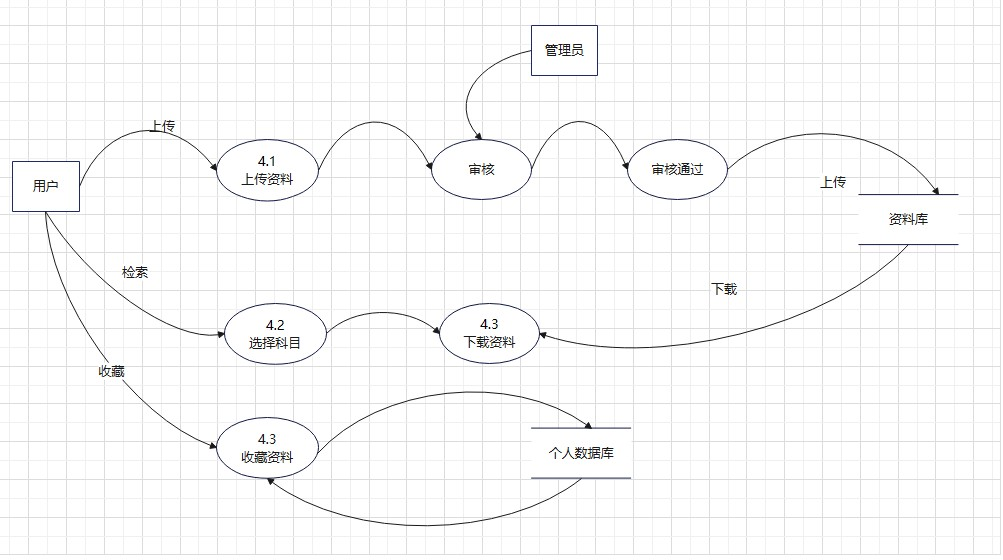 管理员
上传
4.1
上传资料
审核
审核通过
用户
上传
资料库
检索
下载
4.2
选择科目
4.3
下载资料
收藏
4.3
收藏资料
个人数据库